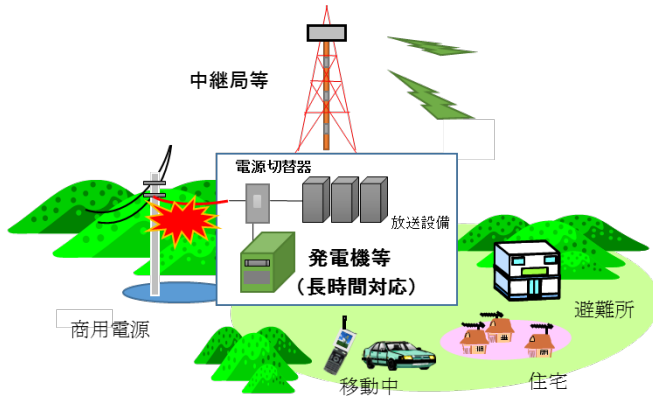 中継局等
電源切替器
放送設備
発電機等
（長時間対応）
商用電源
避難所
移動中
住宅